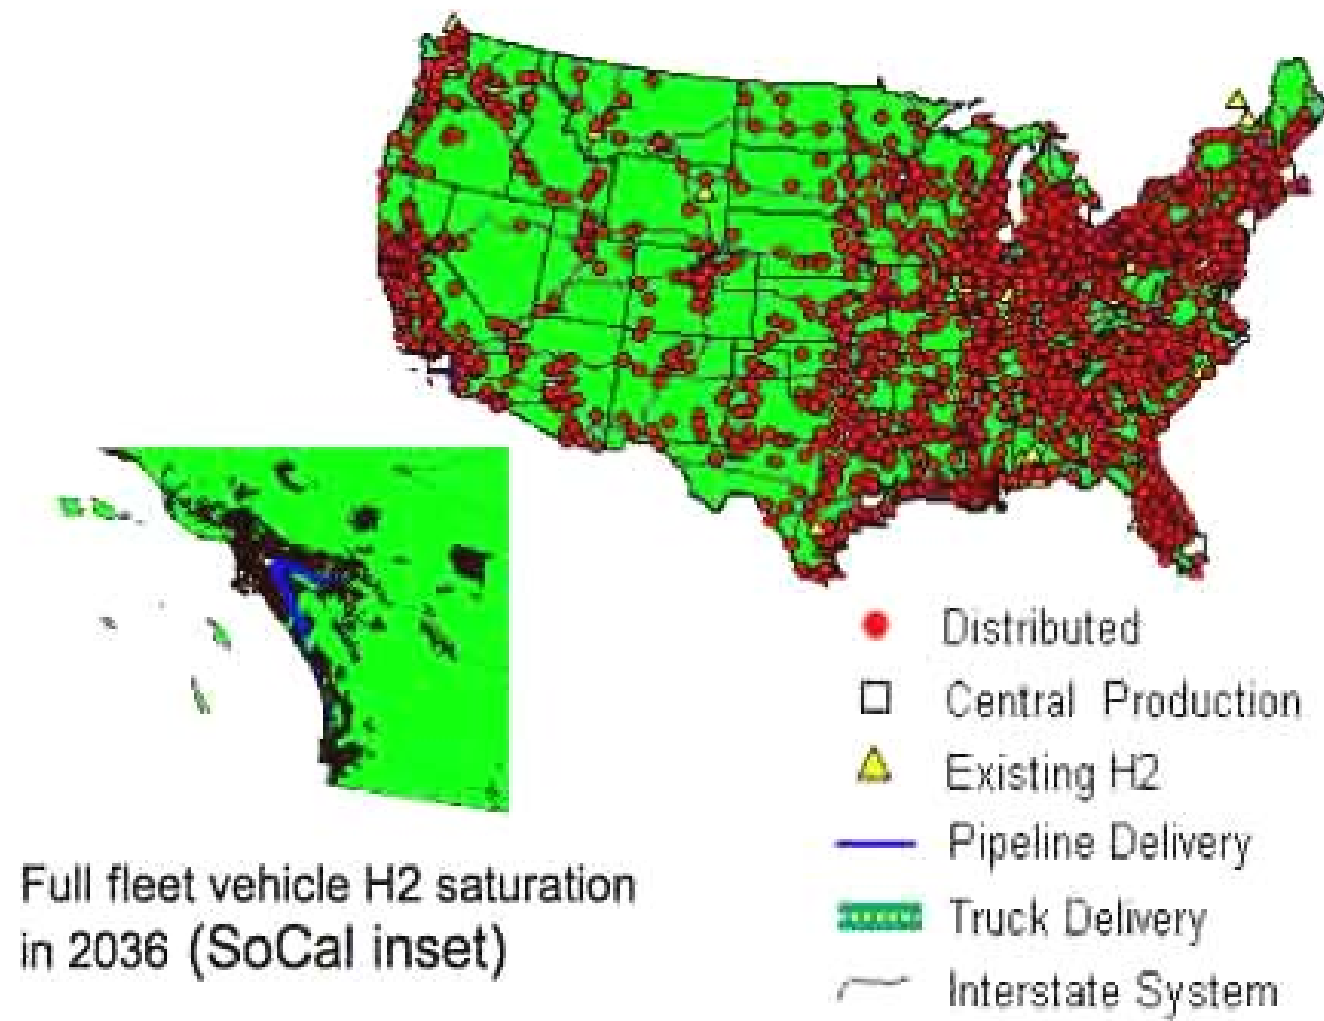 Distributed
Central Production
Existing H2
Pipeline Delivery
Truck Delivery
Interstate System
Full fleet vehicle H2 saturation
in 2036 (SoCal inset)